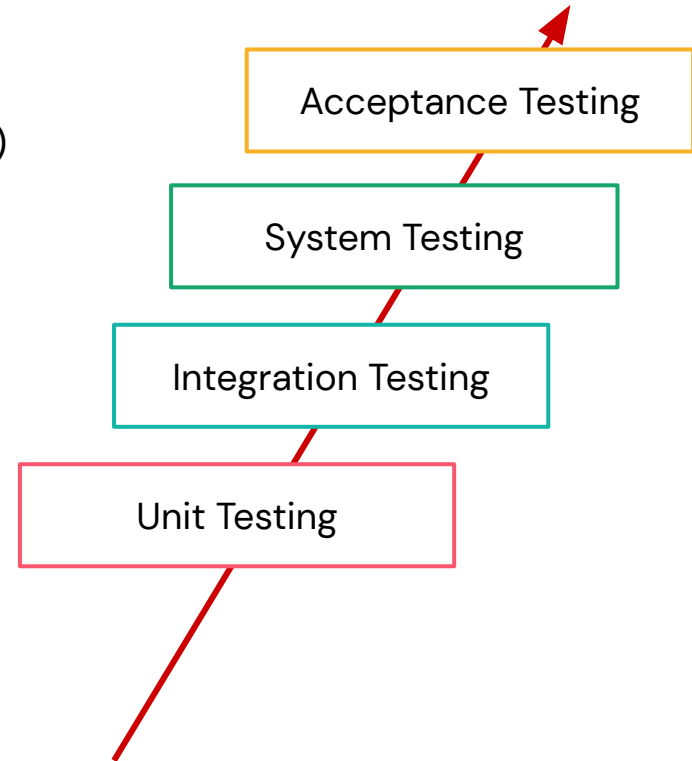 Acceptance Testing
)
System Testing
Integration Testing
Unit Testing